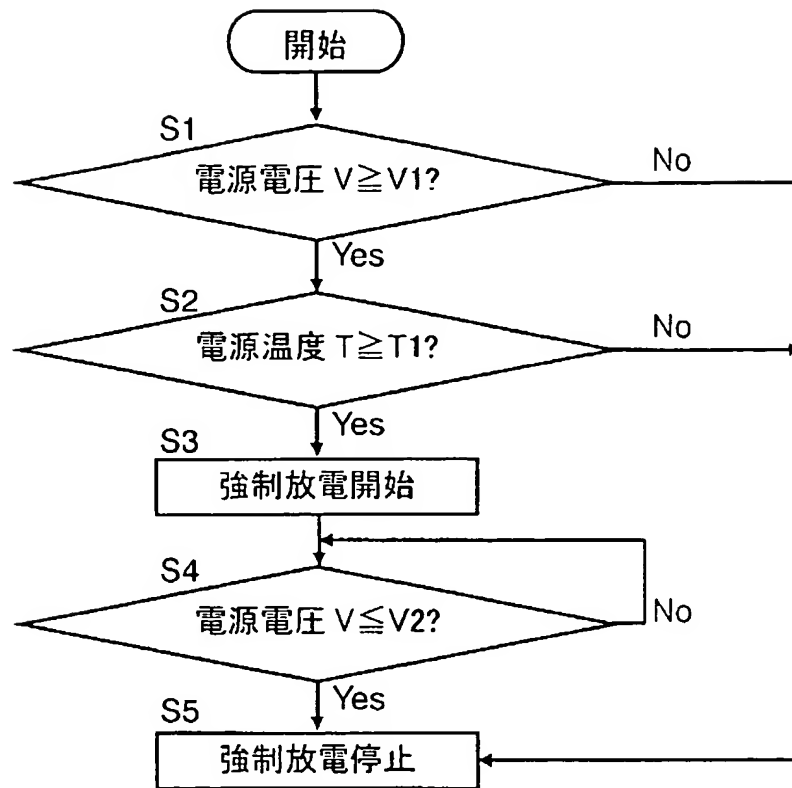 開始
S1
電源電圧 V≧V1?
No
Yes
S2
電源温度 T≧T1?
No
Yes
S3
強制放電開始
S4
電源電圧 V≦V2?
No
Yes
S5
強制放電停止